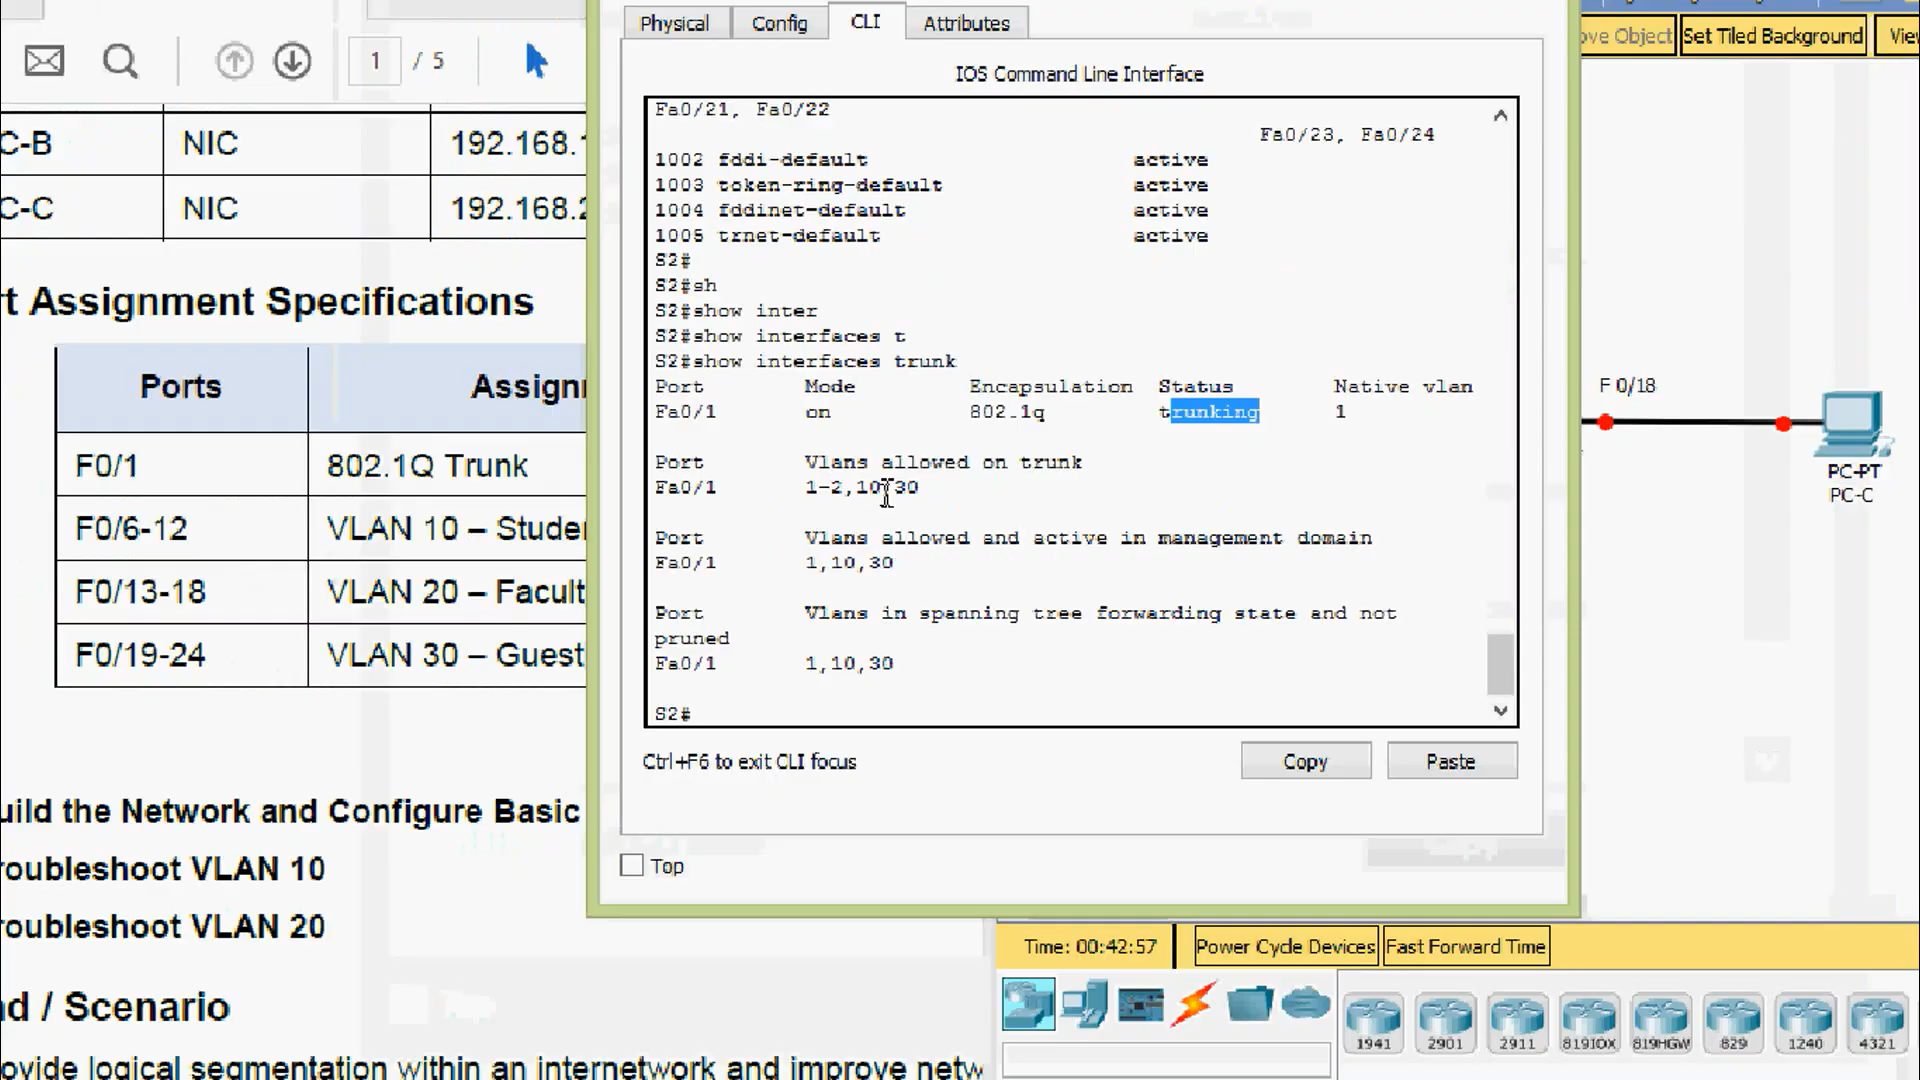 Physical
Config
CLI
Attributes
Object
Set Tiled Background
1 / 5
IOS Command Line Interface
C-B NIC 192.168.
C-C NIC 192.168.2
t Assignment Specifications
Ports
F0/1 802.1Q Trunk
F0/6-12 VLAN 10 – Stude
F0/13-18 VLAN 20 – Facult
F0/19-24 VLAN 30 – Guest
uild the Network and Configure Basic
roubleshoot VLAN 10
roubleshoot VLAN 20
d / Scenario
ovide logical segmentation within an internetwork and improve netw
Fa0/21, Fa0/22
Fa0/23, Fa0/24
1002 fddi-default active
1003 token-ring-default active
1004 fddinet-default active
1005 trnet-default active
S2#
S2#sh
S2#show inter
S2#show interfaces t
S2#show interfaces trunk
Port Mode Encapsulation Status Native vlan
Fa0/1 on 802.1q trunking 1
Port Vlans allowed on trunk
Fa0/1 1-2,10,30
Port Vlans allowed and active in management domain
Fa0/1 1,10,30
Port Vlans in spanning tree forwarding state and not
pruned
Fa0/1 1,10,30
S2#
Ctrl+F6 to exit CLI focus
Copy
Paste
Top
F 0/18
PC-PT
PC-C
Time: 00:42:57
Power Cycle Devices
Fast Forward Time
1941
2901
2911
819IOX
819HGW
829
1240
4321